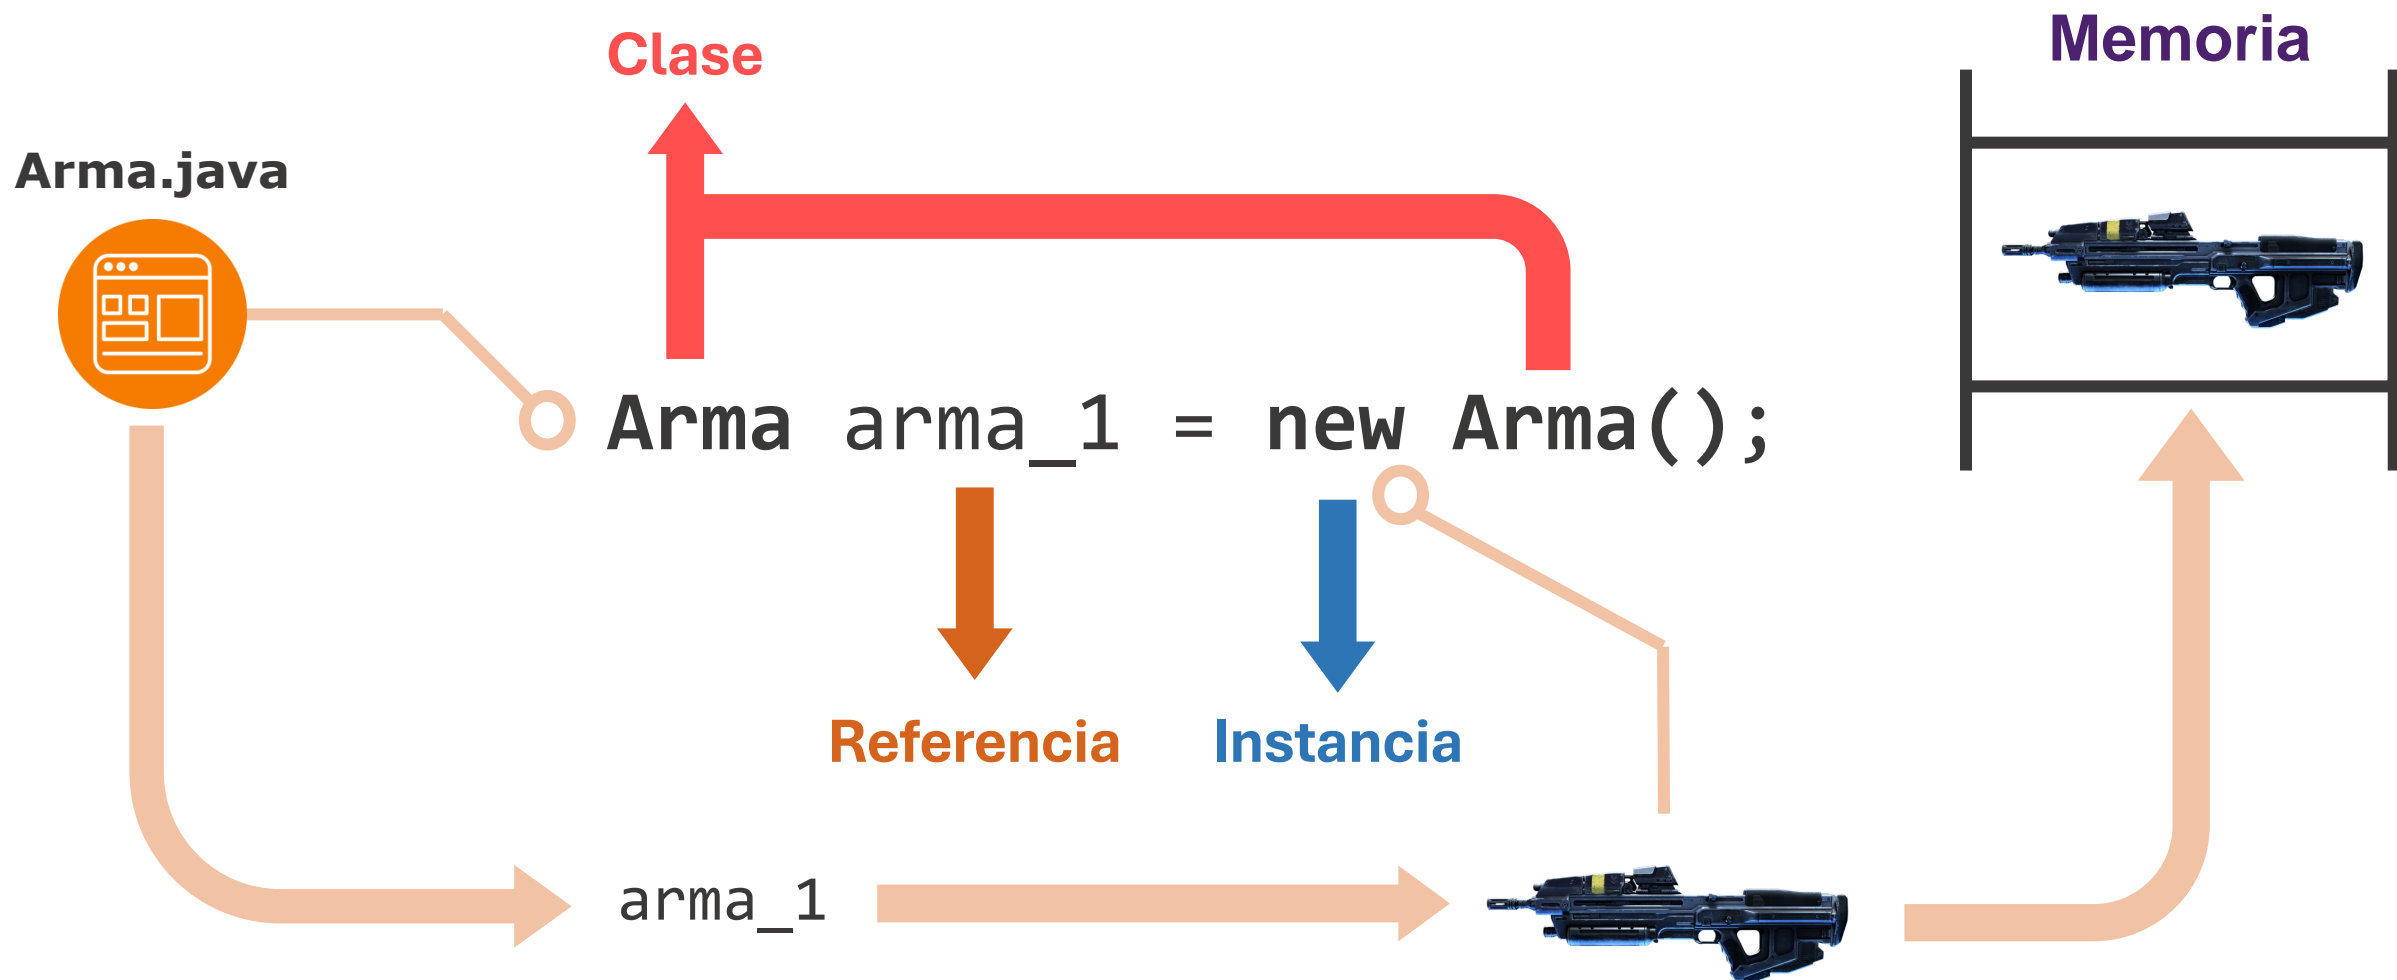 Clase
Memoria
Arma.java
Arma arma_1 = new Arma();
Referencia
Instancia
arma_1